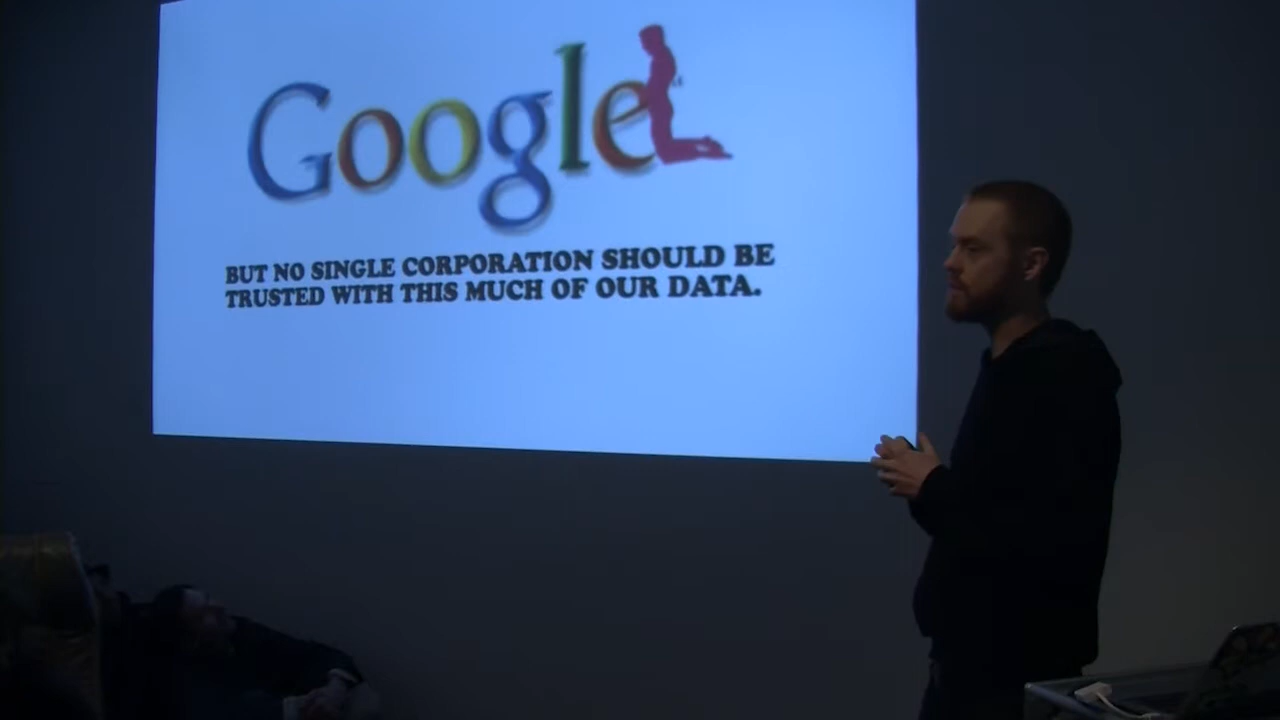 Google
BUT NO SINGLE CORPORATION SHOULD BE
TRUSTED WITH THIS MUCH OF OUR DATA.